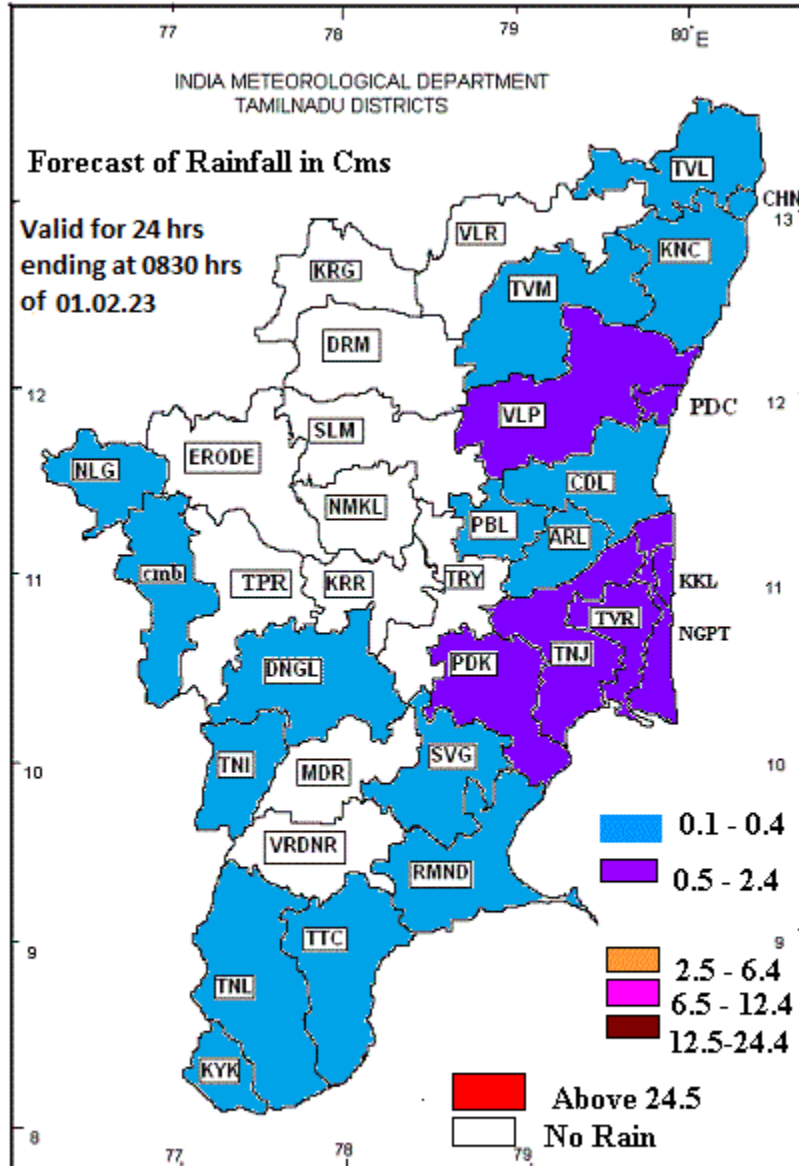 77 78 79 80° E
INDIA METEOROLOGICAL DEPARTMENT
TAMILNADU DISTRICTS
Forecast of Rainfall in Cms
TVL
CHN
13
Valid for 24 hrs
ending at 0830 hrs
of 01.02.23
VLR
KNC
KRG
TVM
DRM
12
12
PDC
VLP
SLM
ERODE
NLG
CDL
NMKL
PBL
ARL
11
cmb
TPR
KRR
TRY
KKL
11
TVR
NGPT
TNJ
PDK
DNGL
10
TNI
MDR
SVG
10
0.1 - 0.4
VRDNR
RMND
0.5 - 2.4
9
TTC
9
2.5 - 6.4
TNL
6.5 - 12.4
12.5-24.4
KYK
Above 24.5
8
No Rain
77 78 79